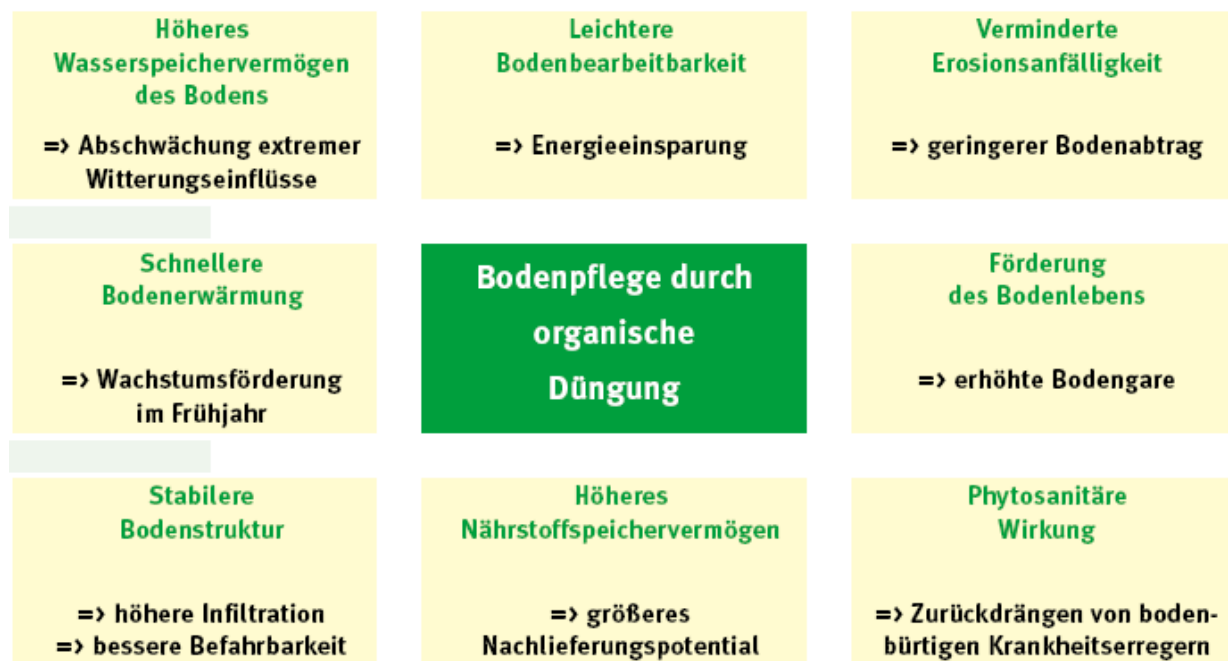 Höheres
Wasserspeichervermögen
des Bodens
=> Abschwächung extremer
Witterungseinflüsse
Leichtere
Bodenbearbeitbarkeit
=> Energieeinsparung
Verminderte
Erosionsanfälligkeit
=> geringerer Bodenabtrag
Schnellere
Bodenerwärmung
=> Wachstumsförderung
im Frühjahr
Bodenpflege durch
organische
Düngung
Förderung
des Bodenlebens
=> erhöhte Bodengare
Stabilere
Bodenstruktur
=> höhere Infiltration
=> bessere Befahrbarkeit
Höheres
Nährstoffspeichervermögen
=> größeres
Nachlieferungspotential
Phytosanitäre
Wirkung
=> Zurückdrängen von boden-
bürtigen Krankheitserregern